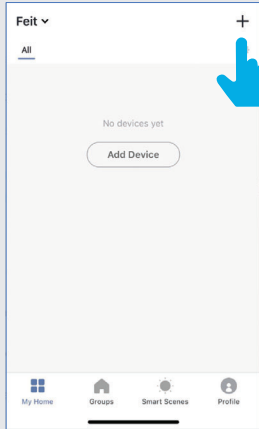 Feit
All
No devices yet
Add Device
My Home Groups Smart Scenes Profile